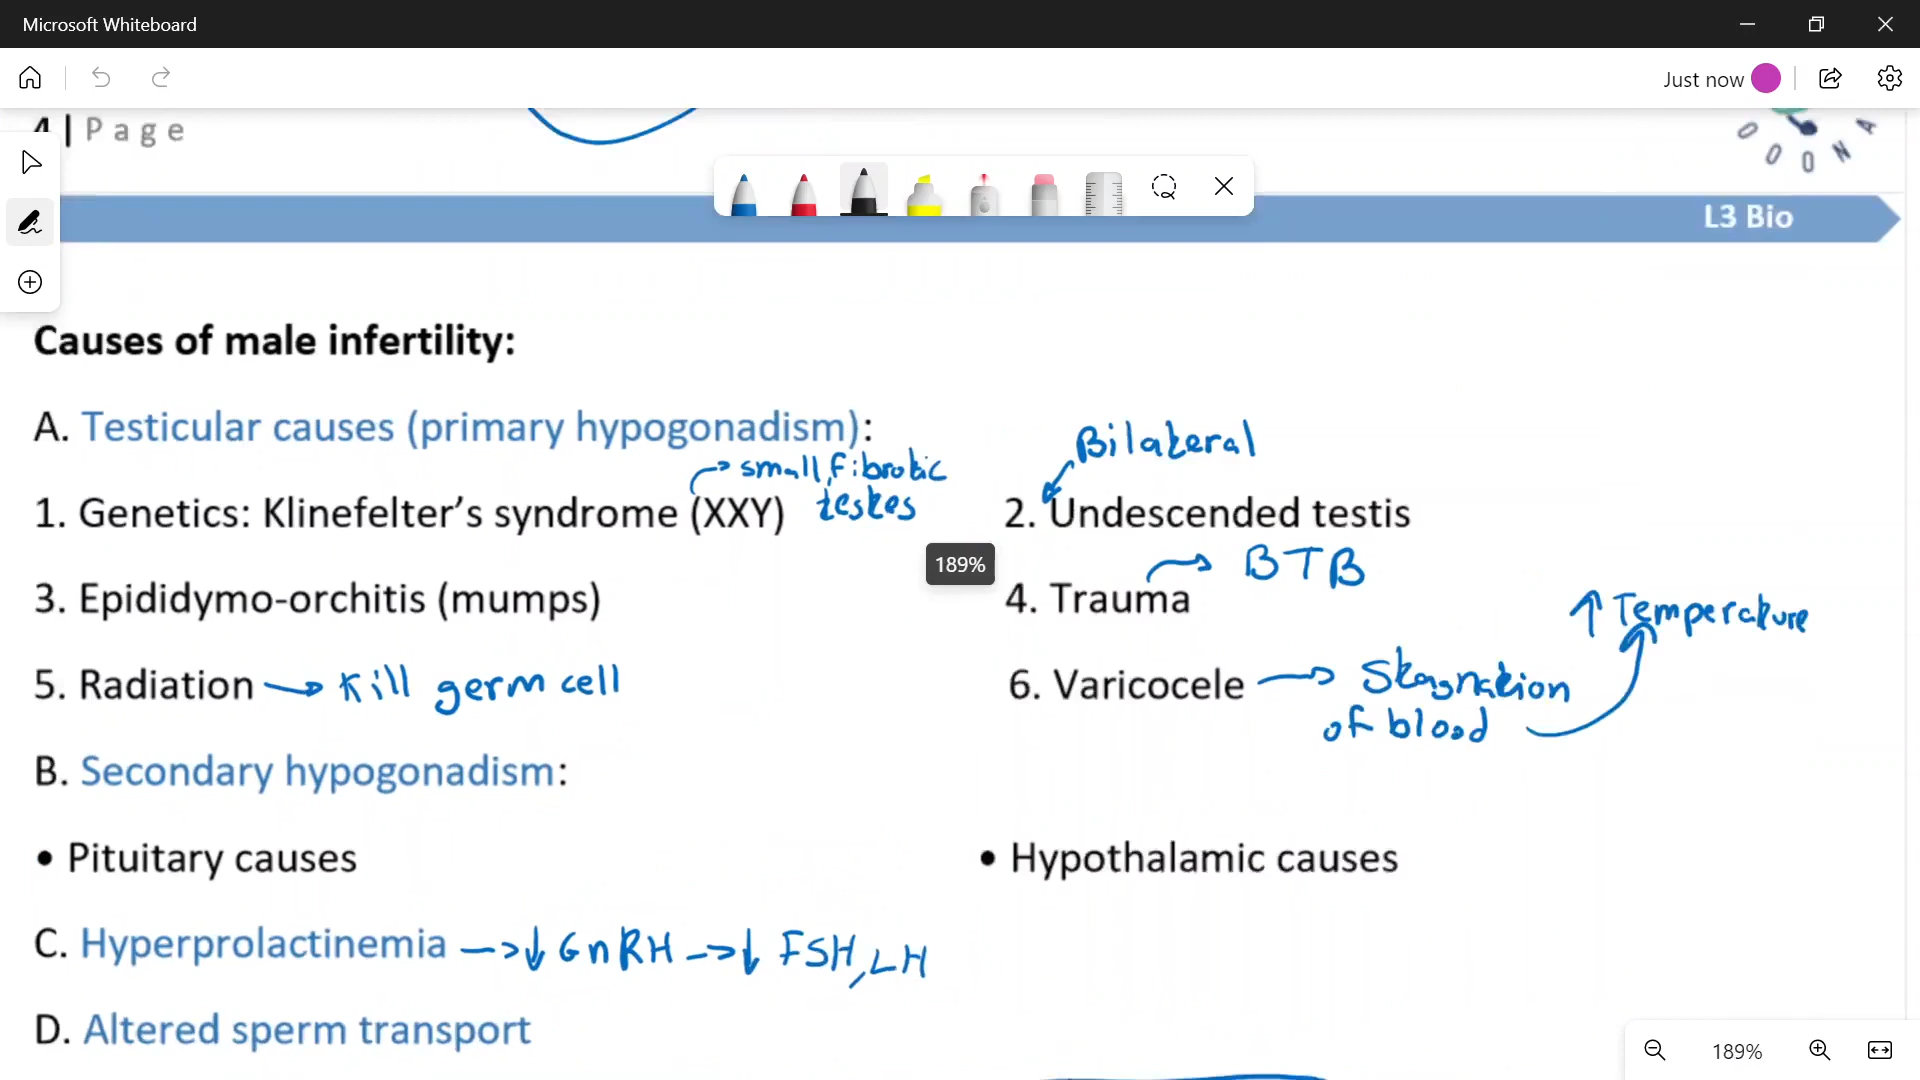 Microsoft Whiteboard
Just now
4 | Page
L3 Bio
Causes of male infertility:
A. Testicular causes (primary hypogonadism):
small, fibrotic
testes
Bilateral
1. Genetics: Klinefelter's syndrome (XXY)
2. Undescended testis
189%
BTB
3. Epididymo-orchitis (mumps)
4. Trauma
↑ Temperature
5. Radiation → Kill germ cell
6. Varicocele → Stagnation
of blood
B. Secondary hypogonadism:
• Pituitary causes
• Hypothalamic causes
C. Hyperprolactinemia → ↓ GnRH → ↓ FSH, LH
D. Altered sperm transport
189%